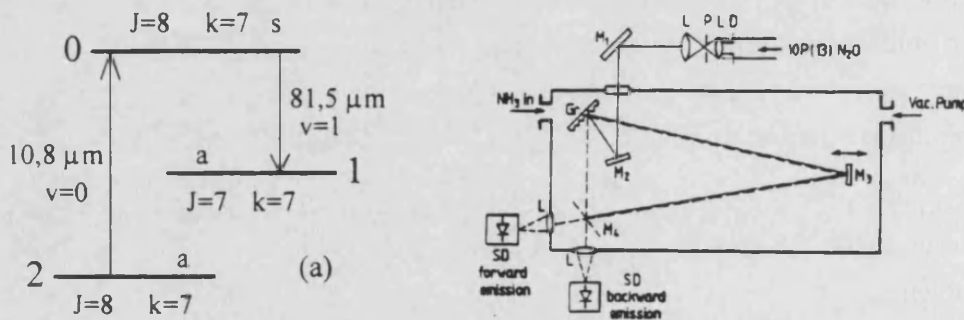 J=8 k=7 s
0
10,8 µm
v=0
81,5 µm
v=1
a
1
J=7 k=7
2
a
J=8 k=7
(a)
M₁
L P L D
10P(13) N₂O
NH₃ in
Gr
Vac. Pump
M₂
M₃
L
M₄
SD
forward
emission
L
SD
backward
emission